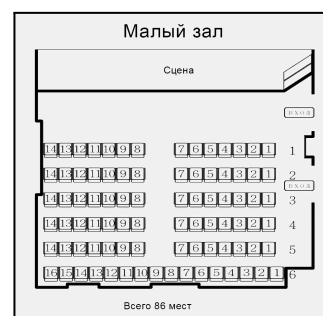 Малый зал
Сцена
вход
14 13 12 11 10 9 8 7 6 5 4 3 2 1 1
14 13 12 11 10 9 8 7 6 5 4 3 2 1 2
вход
14 13 12 11 10 9 8 7 6 5 4 3 2 1 3
14 13 12 11 10 9 8 7 6 5 4 3 2 1 4
14 13 12 11 10 9 8 7 6 5 4 3 2 1 5
16 15 14 13 12 11 10 9 8 7 6 5 4 3 2 1 6
Всего 86 мест